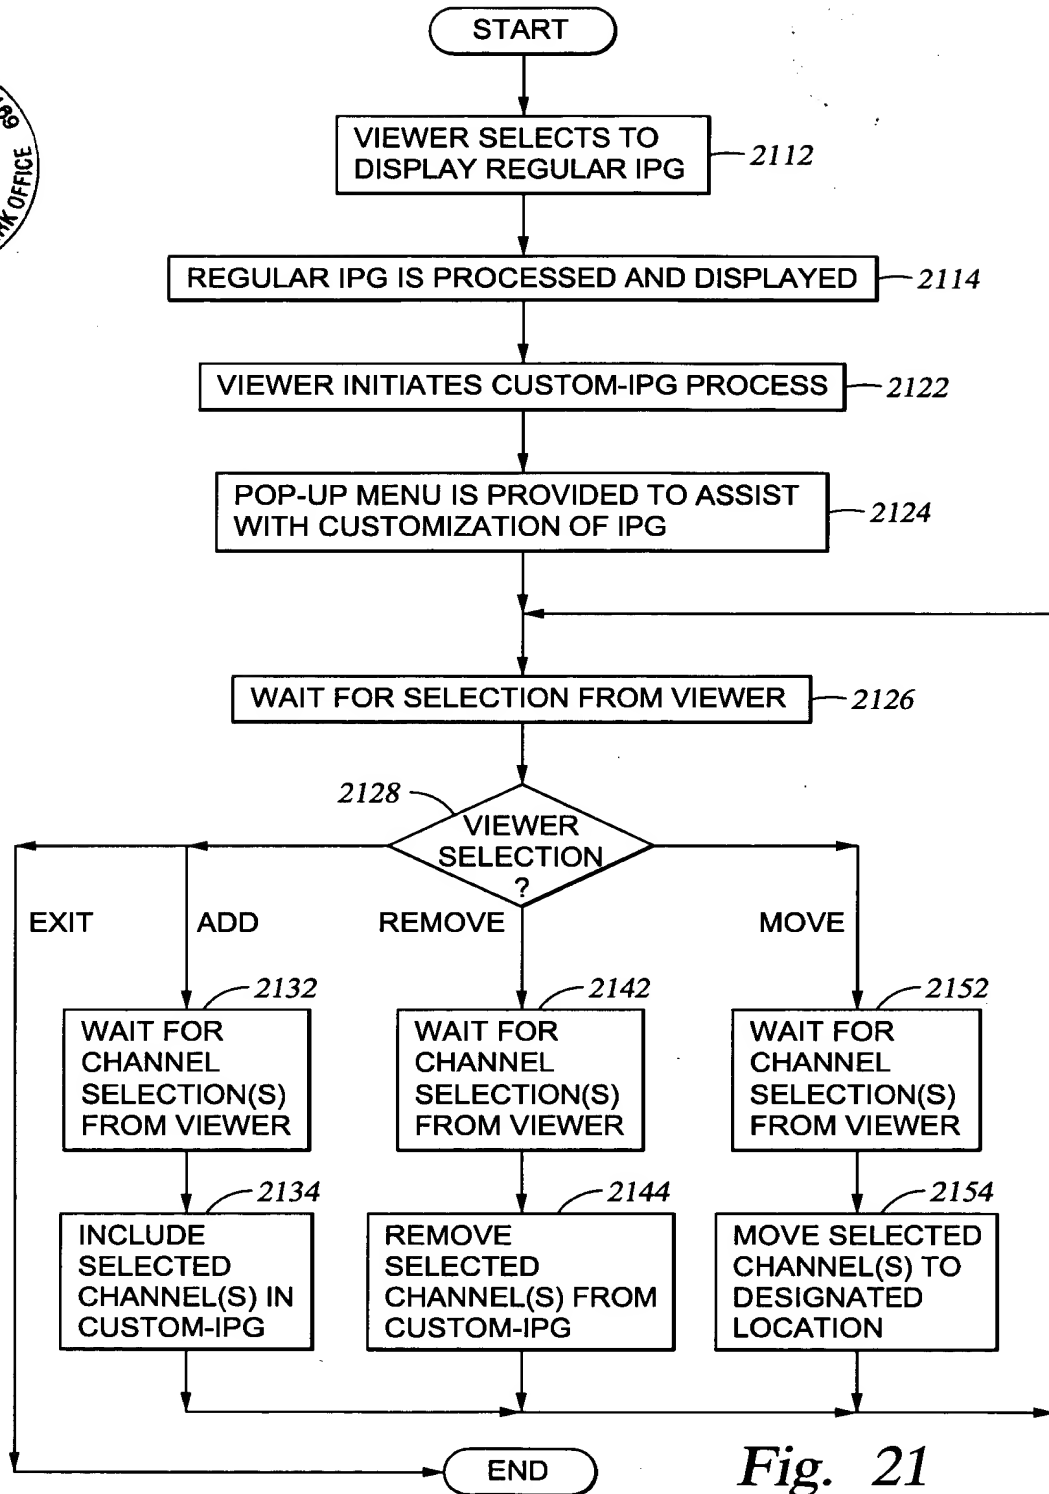 START
VIEWER SELECTS TO
DISPLAY REGULAR IPG
2112
REGULAR IPG IS PROCESSED AND DISPLAYED
2114
VIEWER INITIATES CUSTOM-IPG PROCESS
2122
POP-UP MENU IS PROVIDED TO ASSIST
WITH CUSTOMIZATION OF IPG
2124
WAIT FOR SELECTION FROM VIEWER
2126
2128
VIEWER
SELECTION
?
EXIT
ADD
REMOVE
MOVE
2132
WAIT FOR
CHANNEL
SELECTION(S)
FROM VIEWER
2142
WAIT FOR
CHANNEL
SELECTION(S)
FROM VIEWER
2152
WAIT FOR
CHANNEL
SELECTION(S)
FROM VIEWER
2134
INCLUDE
SELECTED
CHANNEL(S) IN
CUSTOM-IPG
2144
REMOVE
SELECTED
CHANNEL(S) FROM
CUSTOM-IPG
2154
MOVE SELECTED
CHANNEL(S) TO
DESIGNATED
LOCATION
END
Fig. 21
OFFICE